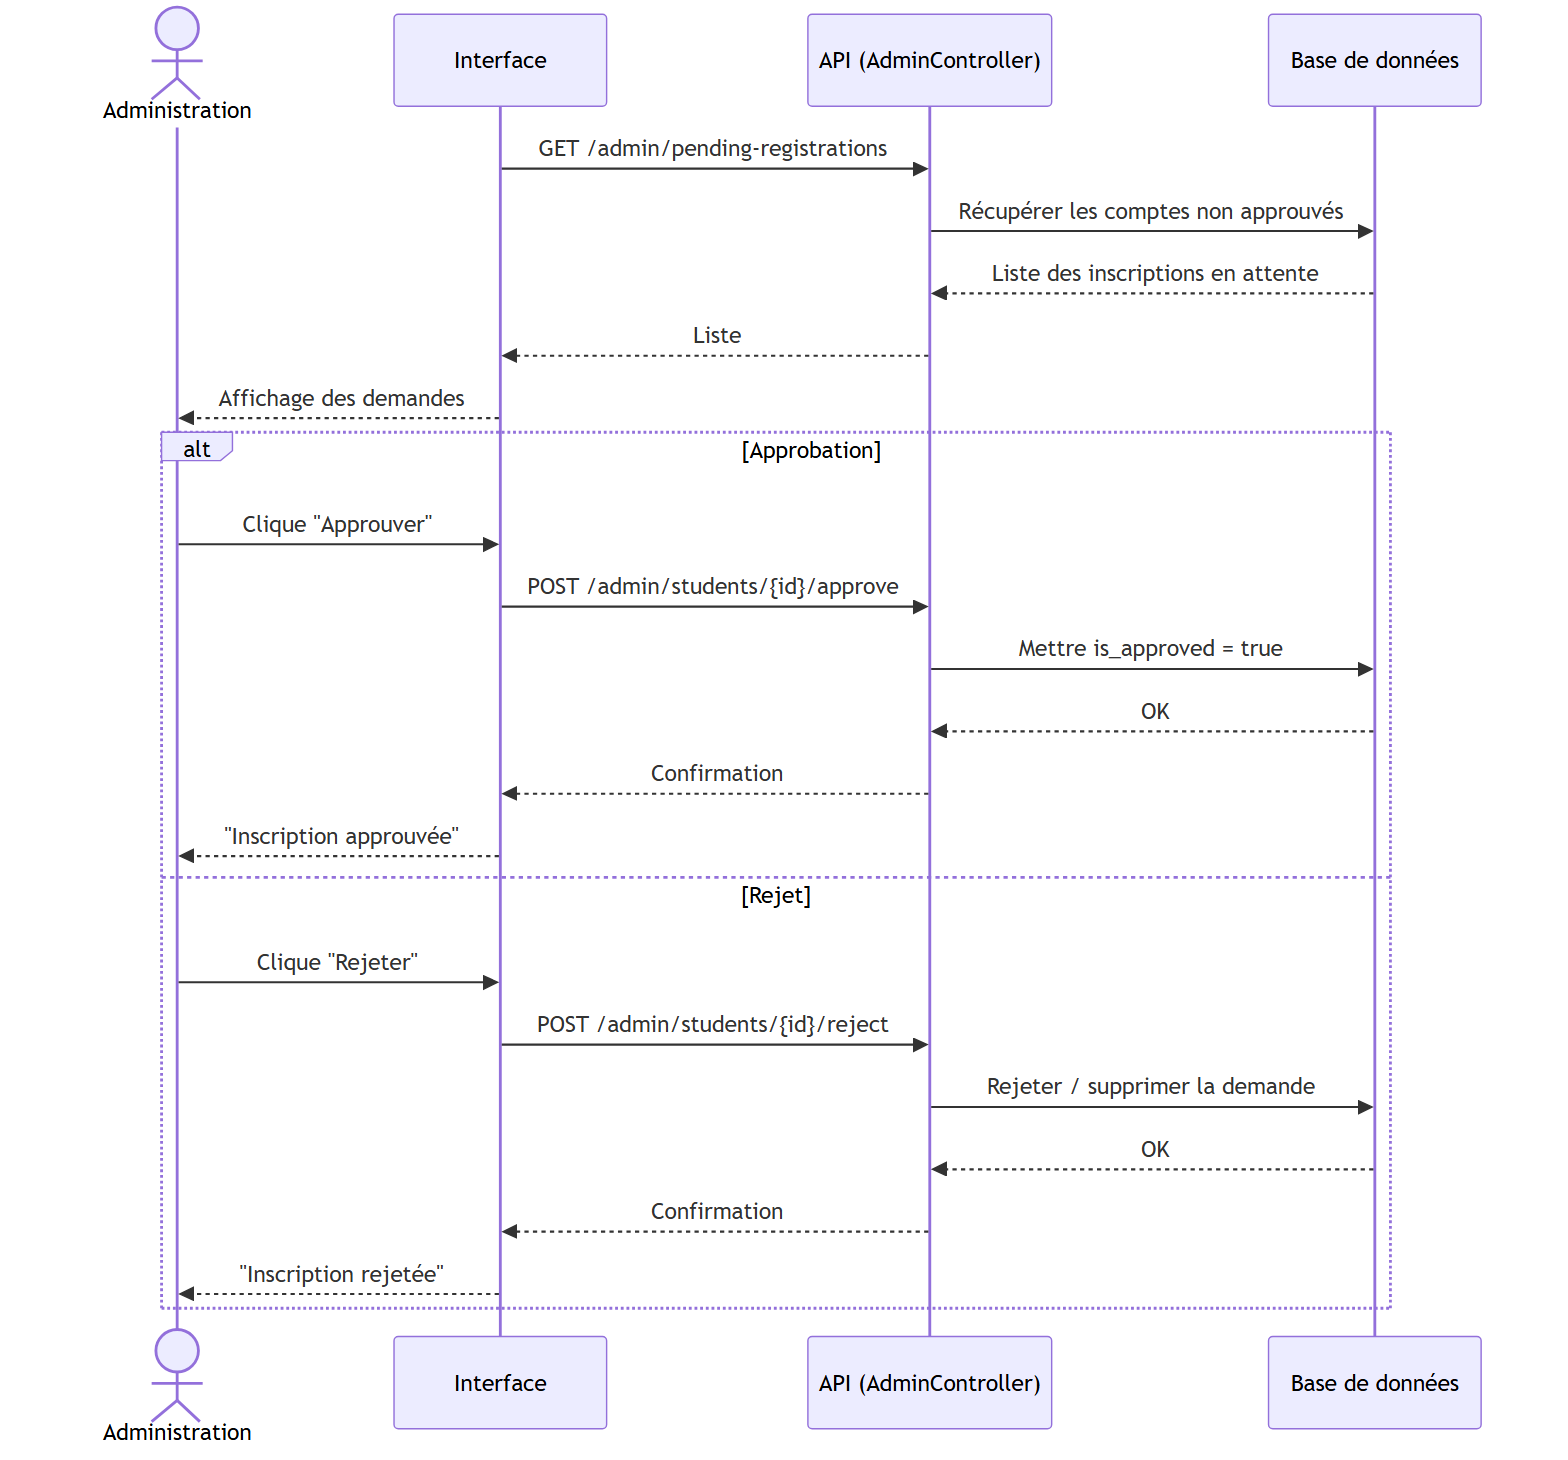 Administration
Interface
API (AdminController)
Base de données
GET /admin/pending-registrations
Récupérer les comptes non approuvés
Liste des inscriptions en attente
Liste
Affichage des demandes
alt
[Approbation]
Clique "Approuver"
POST /admin/students/{id}/approve
Mettre is_approved = true
OK
Confirmation
"Inscription approuvée"
[Rejet]
Clique "Rejeter"
POST /admin/students/{id}/reject
Rejeter / supprimer la demande
OK
Confirmation
"Inscription rejetée"
Administration
Interface
API (AdminController)
Base de données